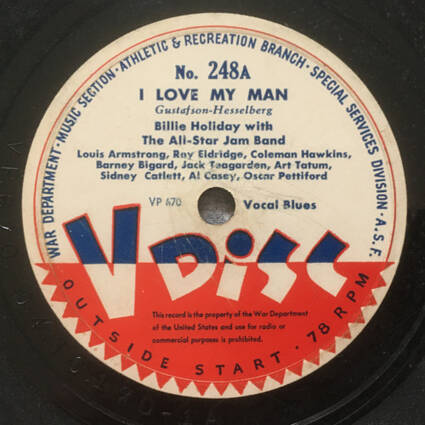 WAR DEPARTMENT · MUSIC SECTION · ATHLETIC & RECREATION BRANCH · SPECIAL SERVICES DIVISION · A.S.F.
No. 248A
I LOVE MY MAN
Gustafson-Hesselberg
Billie Holiday with
The All-Star Jam Band
Louis Armstrong, Roy Eldridge, Coleman Hawkins,
Barney Bigard, Jack Teagarden, Art Tatum,
Sidney Catlett, Al Casey, Oscar Pettiford
VP 670 Vocal Blues
V DiSC
This record is the property of the War Department
of the United States and use for radio or
commercial purposes is prohibited.
OUTSIDE START · 78 RPM